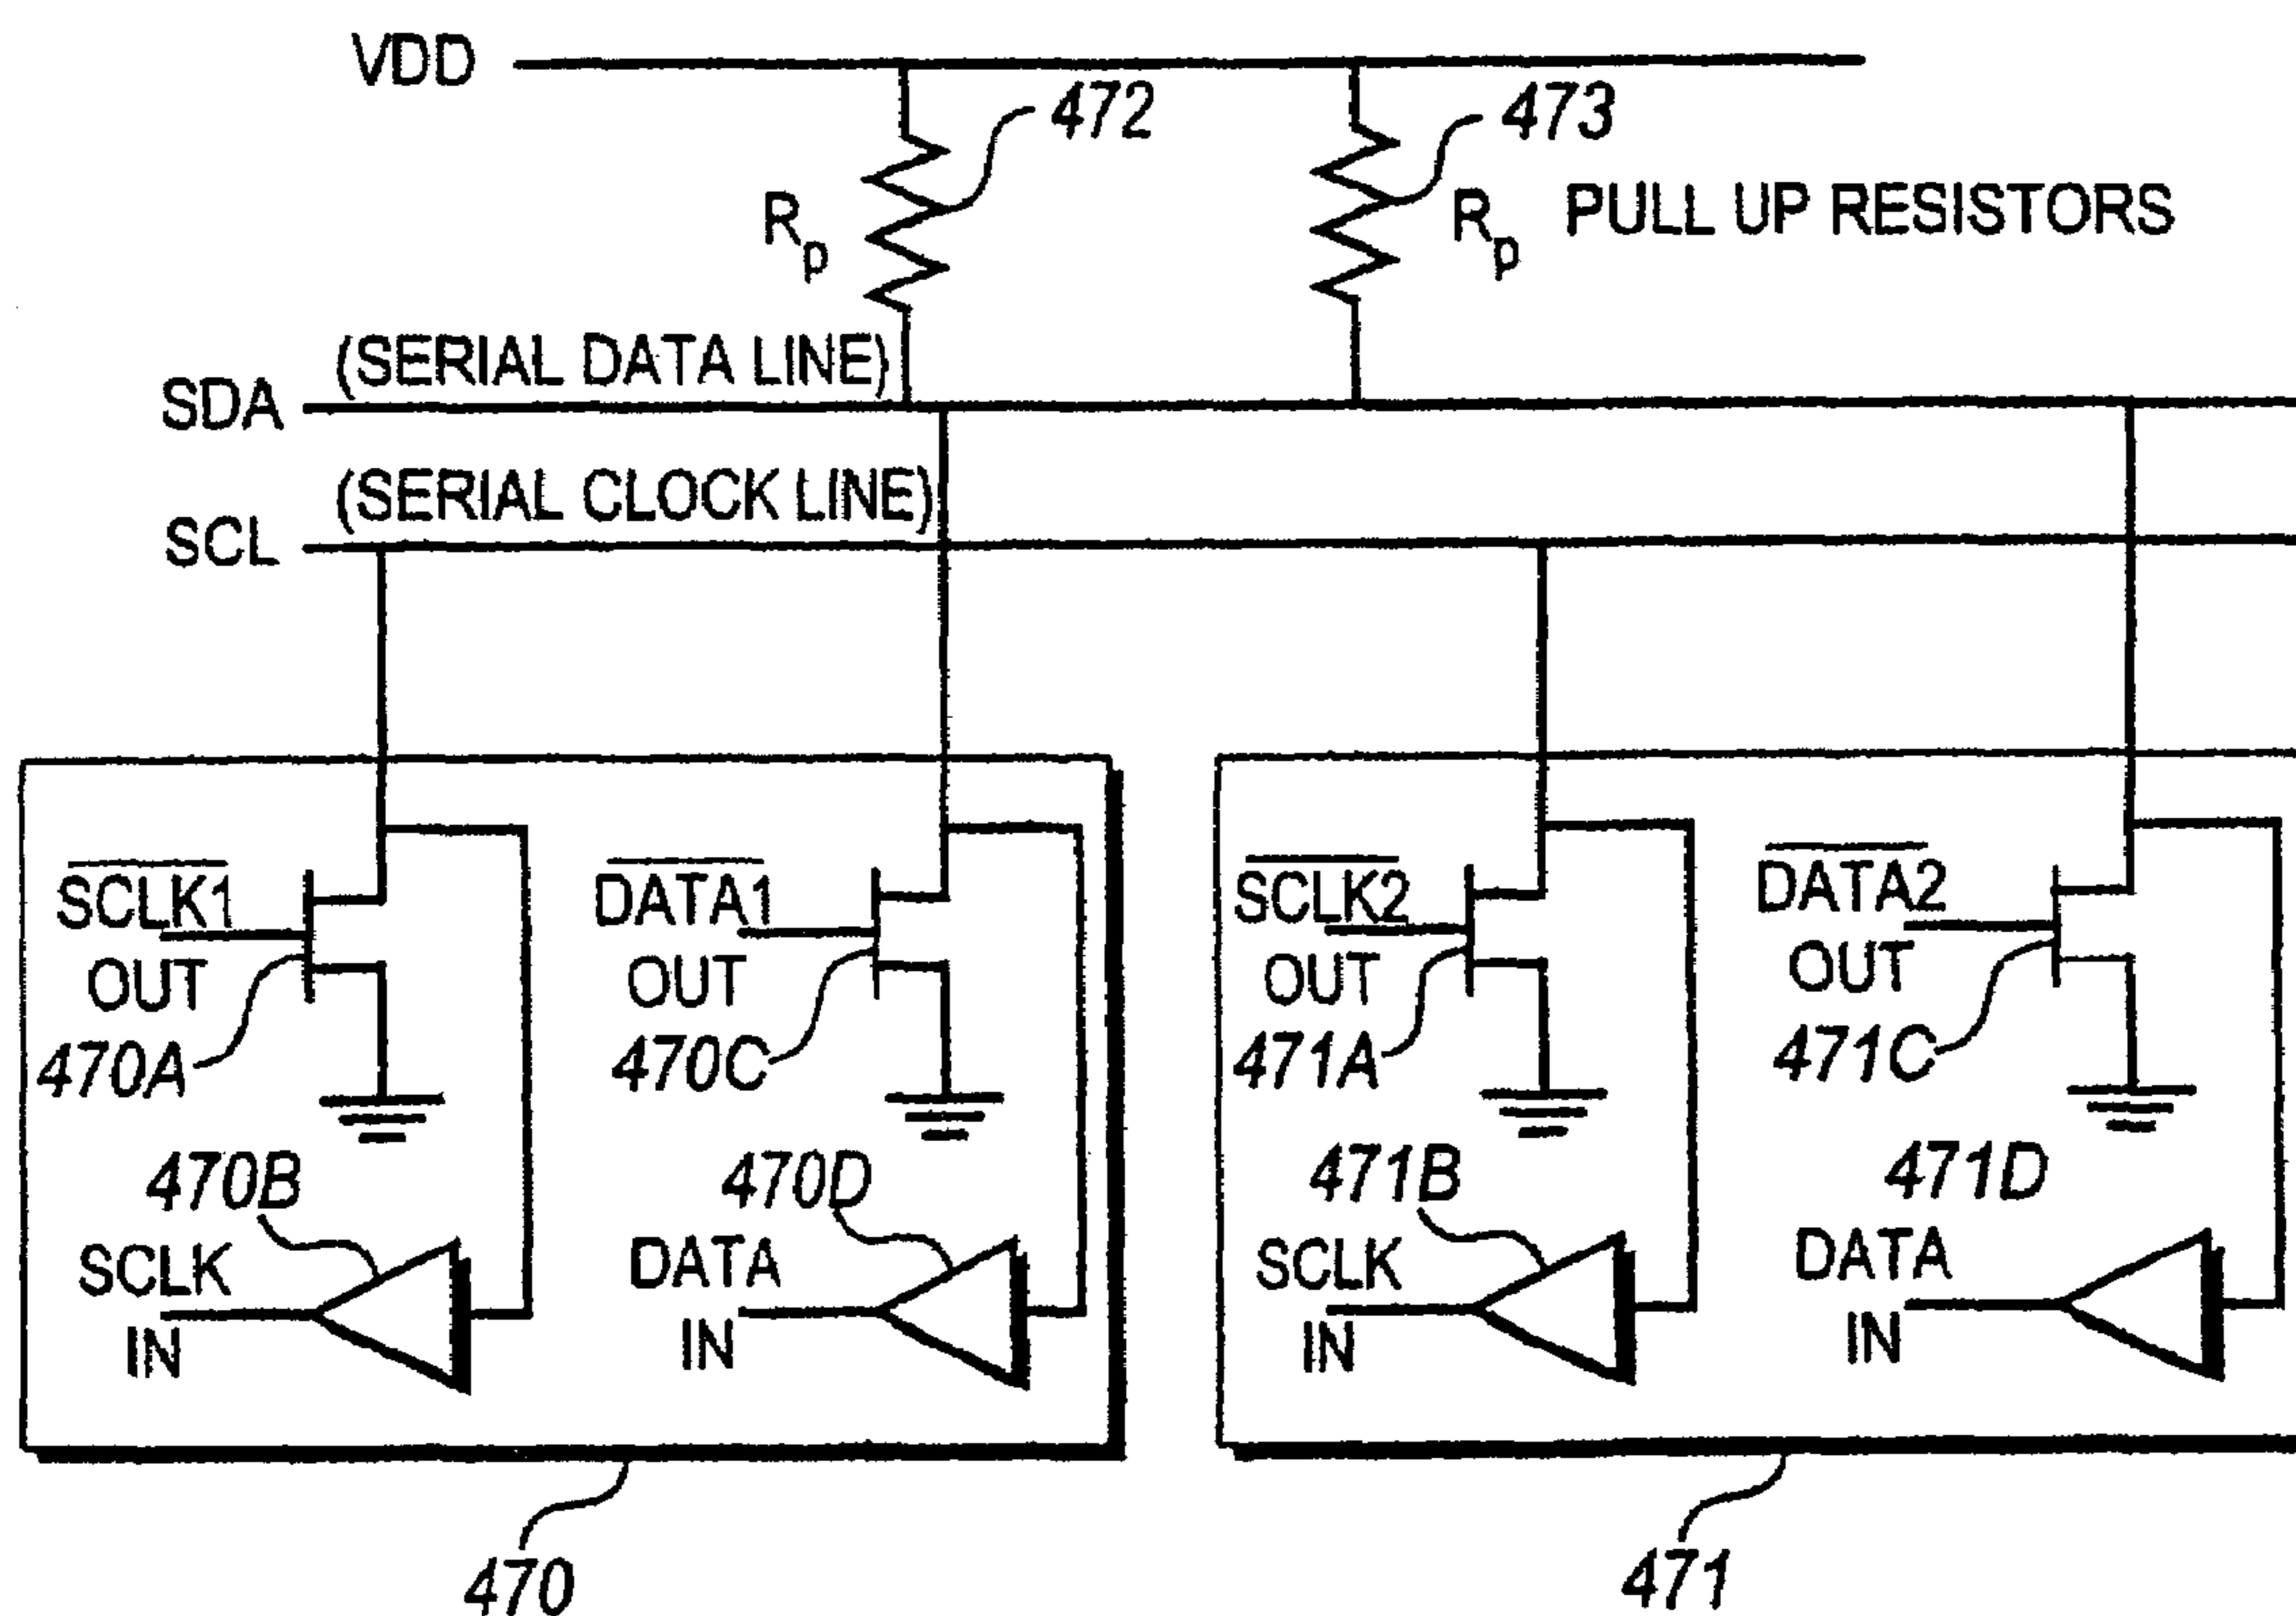 VDD
472
473
Rp
Rp PULL UP RESISTORS
(SERIAL DATA LINE)
SDA
(SERIAL CLOCK LINE)
SCL
SCLK1
OUT
470A
DATA1
OUT
470C
SCLK2
OUT
471A
DATA2
OUT
471C
470B
SCLK
IN
470D
DATA
IN
471B
SCLK
IN
471D
DATA
IN
470
471